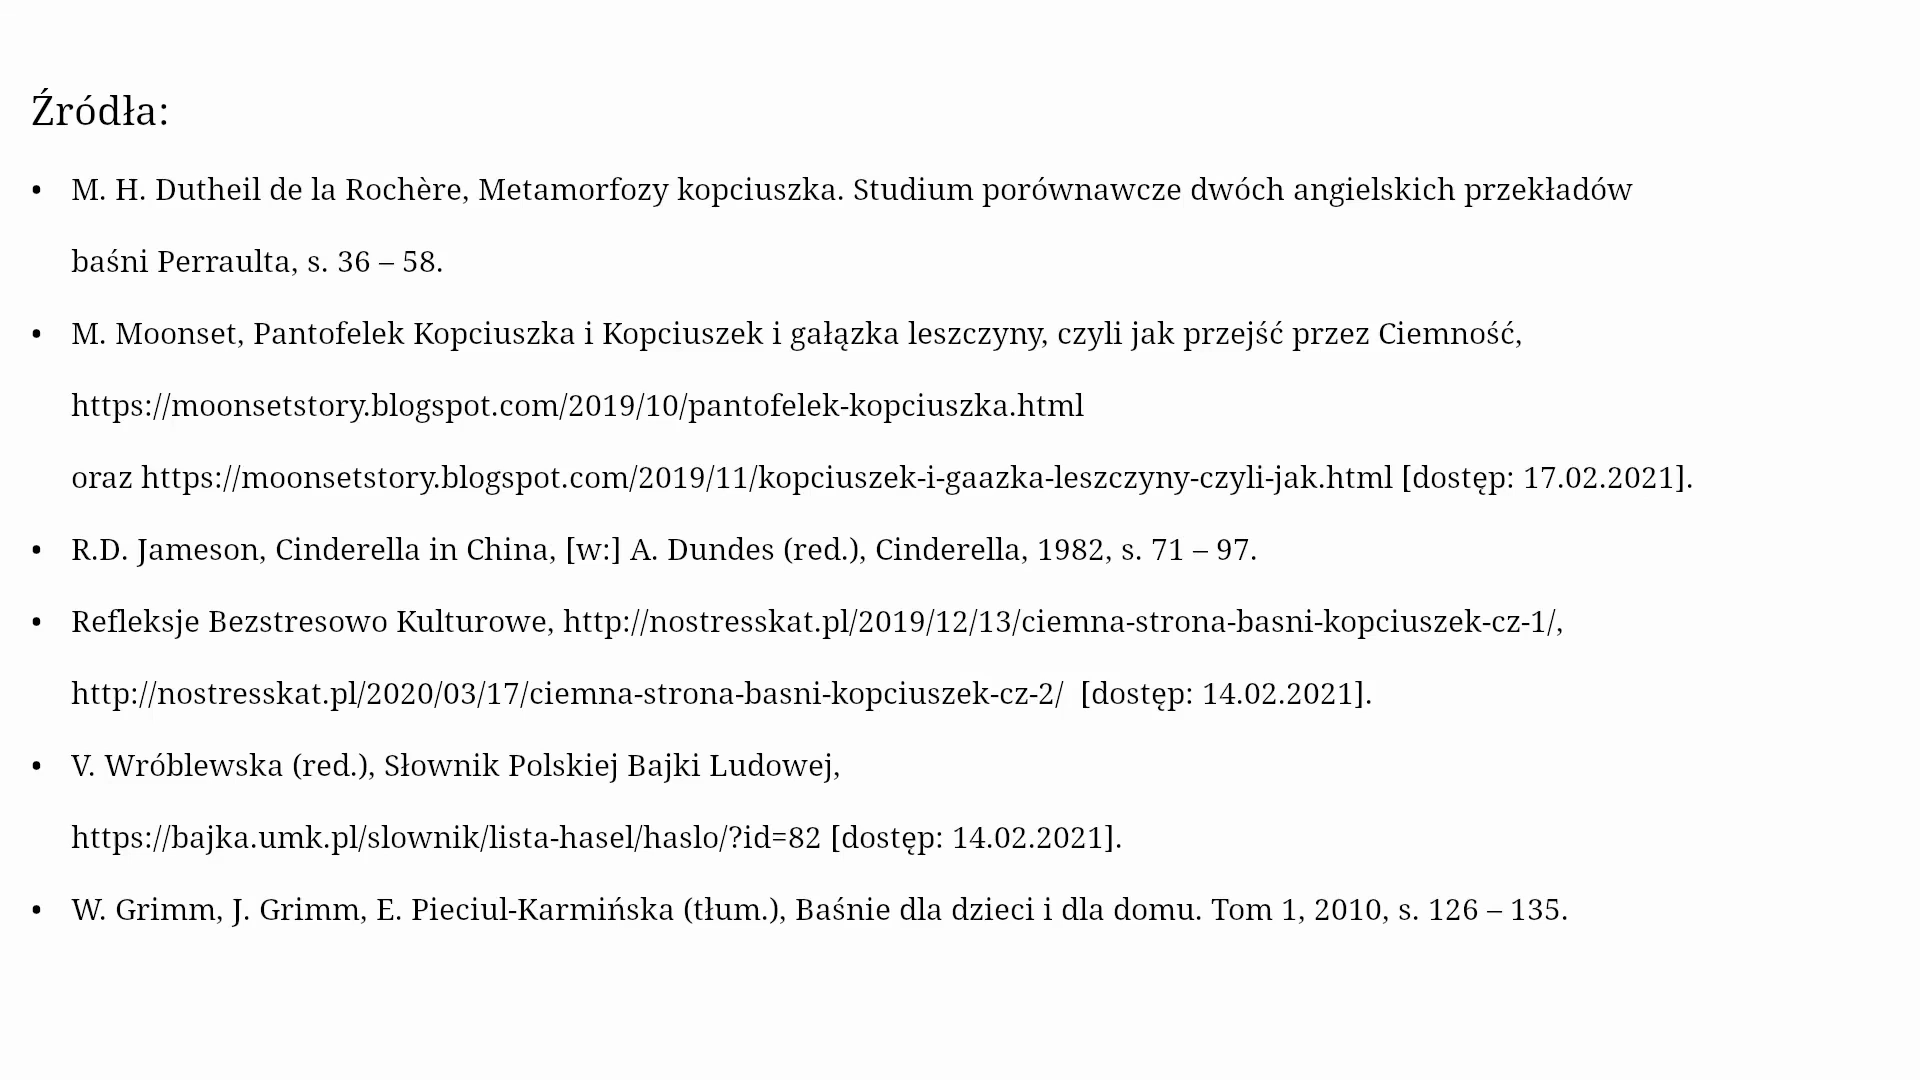 Źródła:
• M. H. Dutheil de la Rochère, Metamorfozy kopciuszka. Studium porównawcze dwóch angielskich przekładów
baśni Perraulta, s. 36 – 58.
• M. Moonset, Pantofelek Kopciuszka i Kopciuszek i gałązka leszczyny, czyli jak przejść przez Ciemność,
https://moonsetstory.blogspot.com/2019/10/pantofelek-kopciuszka.html
oraz https://moonsetstory.blogspot.com/2019/11/kopciuszek-i-gaazka-leszczyny-czyli-jak.html [dostęp: 17.02.2021].
• R.D. Jameson, Cinderella in China, [w:] A. Dundes (red.), Cinderella, 1982, s. 71 – 97.
• Refleksje Bezstresowo Kulturowe, http://nostresskat.pl/2019/12/13/ciemna-strona-basni-kopciuszek-cz-1/,
http://nostresskat.pl/2020/03/17/ciemna-strona-basni-kopciuszek-cz-2/  [dostęp: 14.02.2021].
• V. Wróblewska (red.), Słownik Polskiej Bajki Ludowej,
https://bajka.umk.pl/slownik/lista-hasel/haslo/?id=82 [dostęp: 14.02.2021].
• W. Grimm, J. Grimm, E. Pieciul-Karmińska (tłum.), Baśnie dla dzieci i dla domu. Tom 1, 2010, s. 126 – 135.